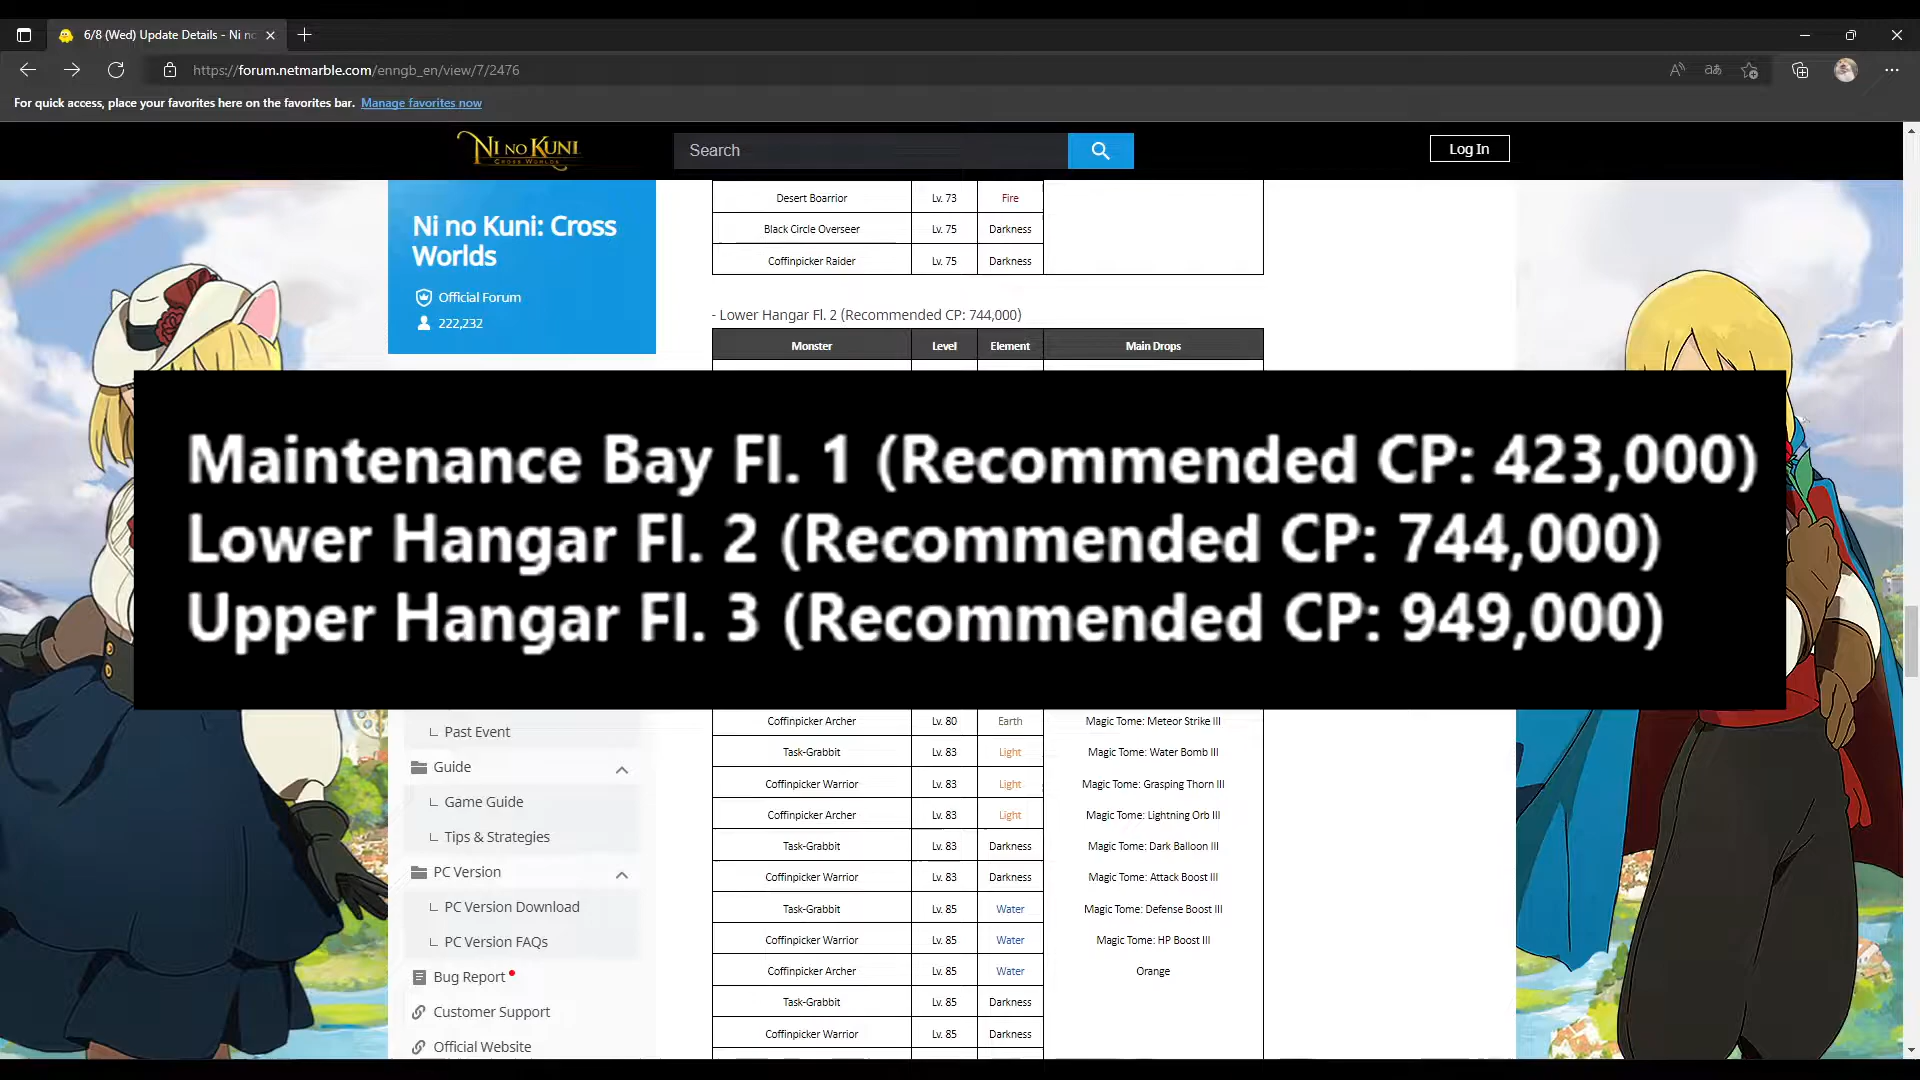 6/8 (Wed) Update Details - Ni no
https://forum.netmarble.com/enngb_en/view/7/2476
For quick access, place your favorites here on the favorites bar. Manage favorites now
NI NO KUNI
CROSS WORLDS
Search
Log In
Ni no Kuni: Cross
Worlds
Official Forum
222,232
Desert Boarrior Lv. 73 Fire
Black Circle Overseer Lv. 75 Darkness
Coffinpicker Raider Lv. 75 Darkness
- Lower Hangar Fl. 2 (Recommended CP: 744,000)
Monster Level Element Main Drops
Maintenance Bay Fl. 1 (Recommended CP: 423,000)
Lower Hangar Fl. 2 (Recommended CP: 744,000)
Upper Hangar Fl. 3 (Recommended CP: 949,000)
Past Event
Guide
Game Guide
Tips & Strategies
PC Version
PC Version Download
PC Version FAQs
Bug Report
Customer Support
Official Website
Coffinpicker Archer Lv. 80 Earth Magic Tome: Meteor Strike III
Task-Grabbit Lv. 83 Light Magic Tome: Water Bomb III
Coffinpicker Warrior Lv. 83 Light Magic Tome: Grasping Thorn III
Coffinpicker Archer Lv. 83 Light Magic Tome: Lightning Orb III
Task-Grabbit Lv. 83 Darkness Magic Tome: Dark Balloon III
Coffinpicker Warrior Lv. 83 Darkness Magic Tome: Attack Boost III
Task-Grabbit Lv. 85 Water Magic Tome: Defense Boost III
Coffinpicker Warrior Lv. 85 Water Magic Tome: HP Boost III
Coffinpicker Archer Lv. 85 Water Orange
Task-Grabbit Lv. 85 Darkness
Coffinpicker Warrior Lv. 85 Darkness